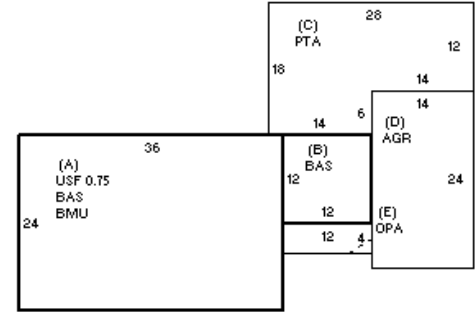 28
(C)
PTA
12
18
14
14
6
14
(D)
AGR
36
(B)
BAS
(A)
USF 0.75
BAS
BMU
12
24
24
12
(E)
OPA
12
4